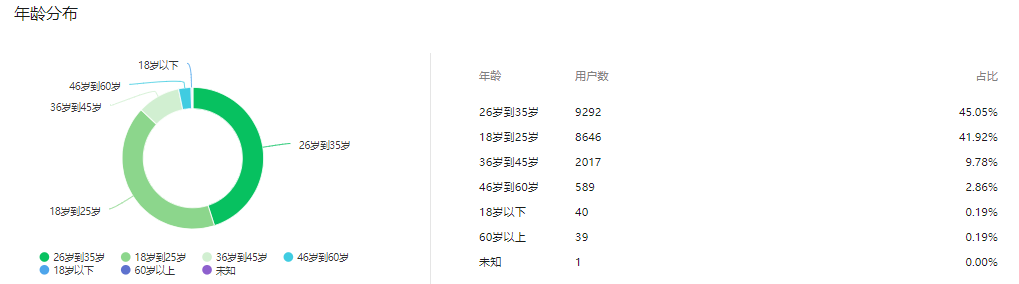 年龄分布
18岁以下
46岁到60岁
36岁到45岁
26岁到35岁
18岁到25岁
26岁到35岁 18岁到25岁 36岁到45岁 46岁到60岁
18岁以下 60岁以上 未知
年龄 用户数 占比
26岁到35岁 9292 45.05%
18岁到25岁 8646 41.92%
36岁到45岁 2017 9.78%
46岁到60岁 589 2.86%
18岁以下 40 0.19%
60岁以上 39 0.19%
未知 1 0.00%